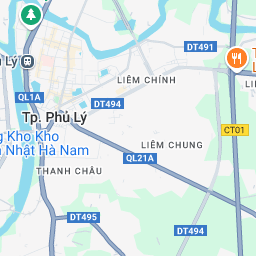 DT491
Lý
T
L
LIÊM CHÍNH
LI
QL1A
DT494
Tp. Phủ Lý
CT01
g Kho Kho
Nhật Hà Nam
LIÊM CHUNG
QL21A
THANH CHÂU
DT495
DT494